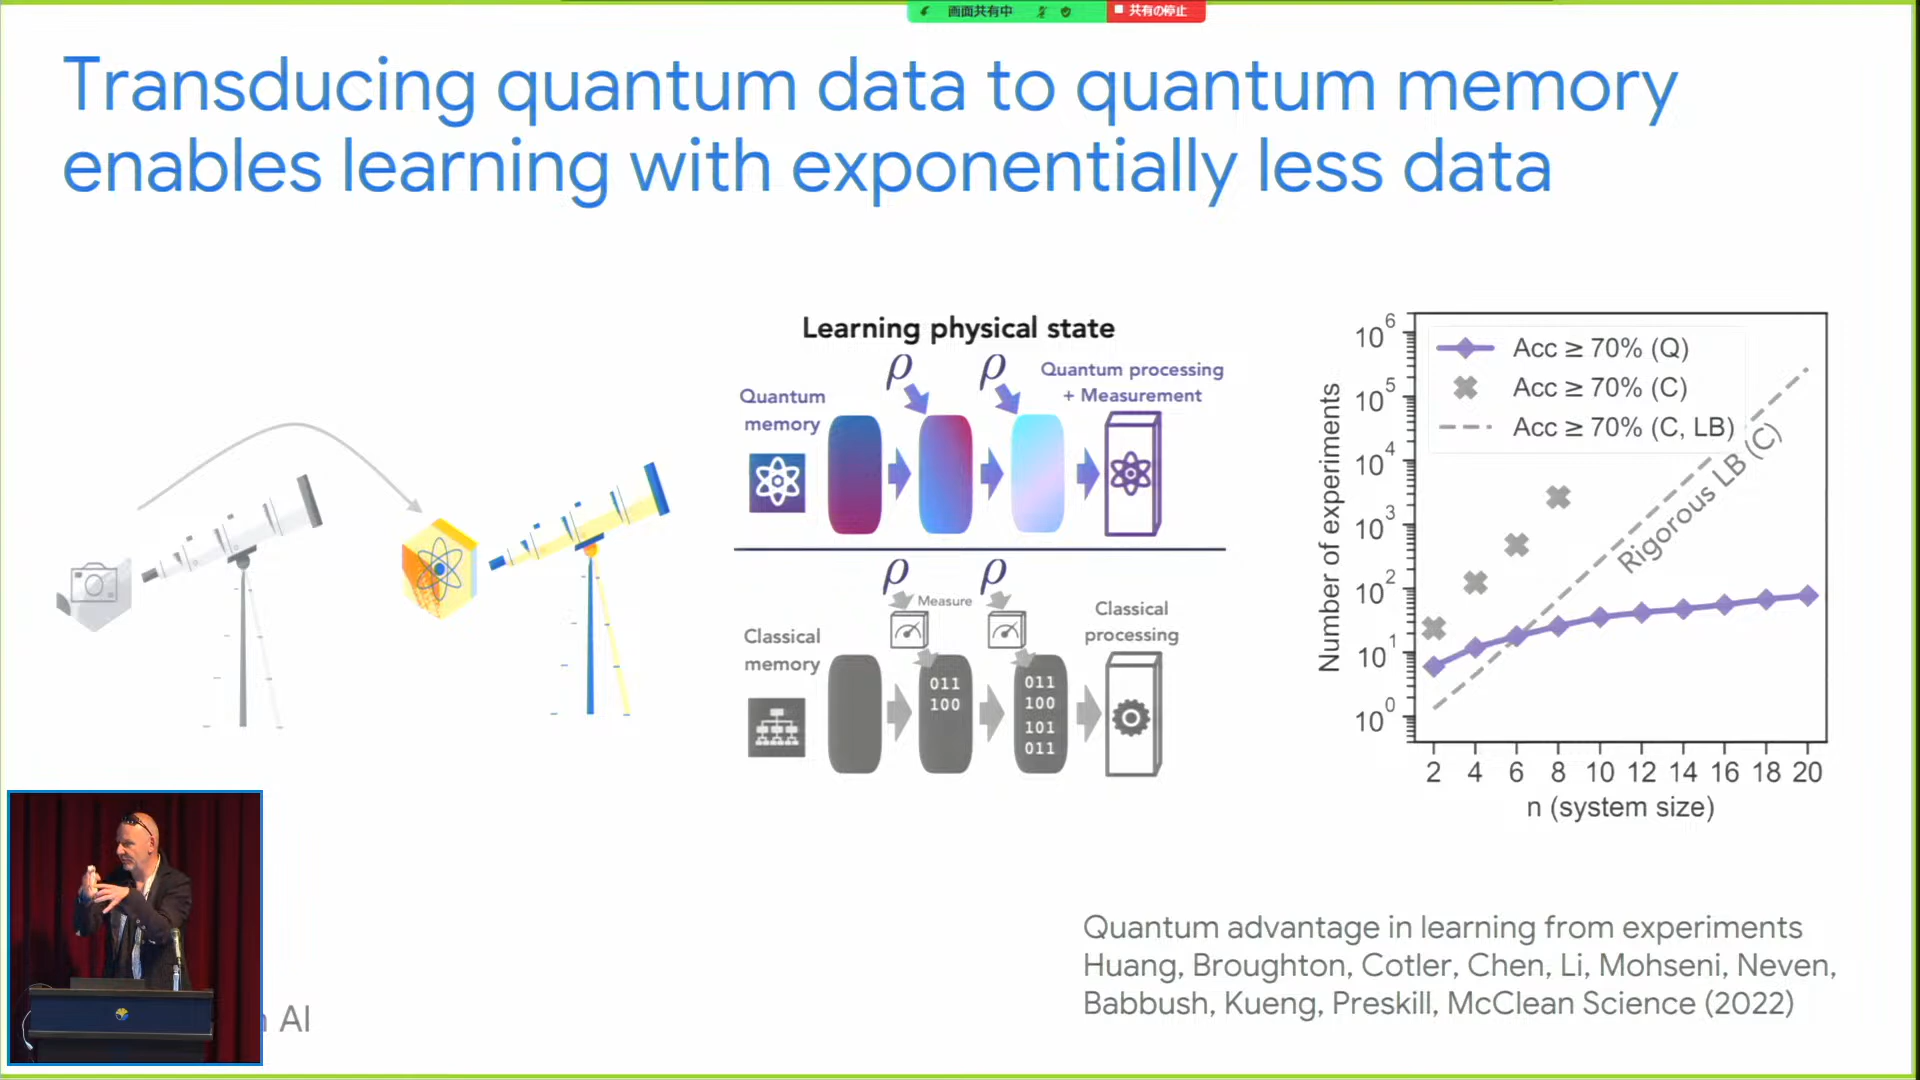 画面共有中
共有の停止
Transducing quantum data to quantum memory
enables learning with exponentially less data
Learning physical state
ρ
ρ
Quantum processing
+ Measurement
Quantum
memory
ρ
ρ
Measure
Classical
processing
Classical
memory
011
100
011
100
101
011
Number of experiments
10^6
10^5
10^4
10^3
10^2
10^1
10^0
Acc ≥ 70% (Q)
Acc ≥ 70% (C)
Acc ≥ 70% (C, LB)
Rigorous LB (C)
2 4 6 8 10 12 14 16 18 20
n (system size)
Quantum advantage in learning from experiments
Huang, Broughton, Cotler, Chen, Li, Mohseni, Neven,
Babbush, Kueng, Preskill, McClean Science (2022)
AI